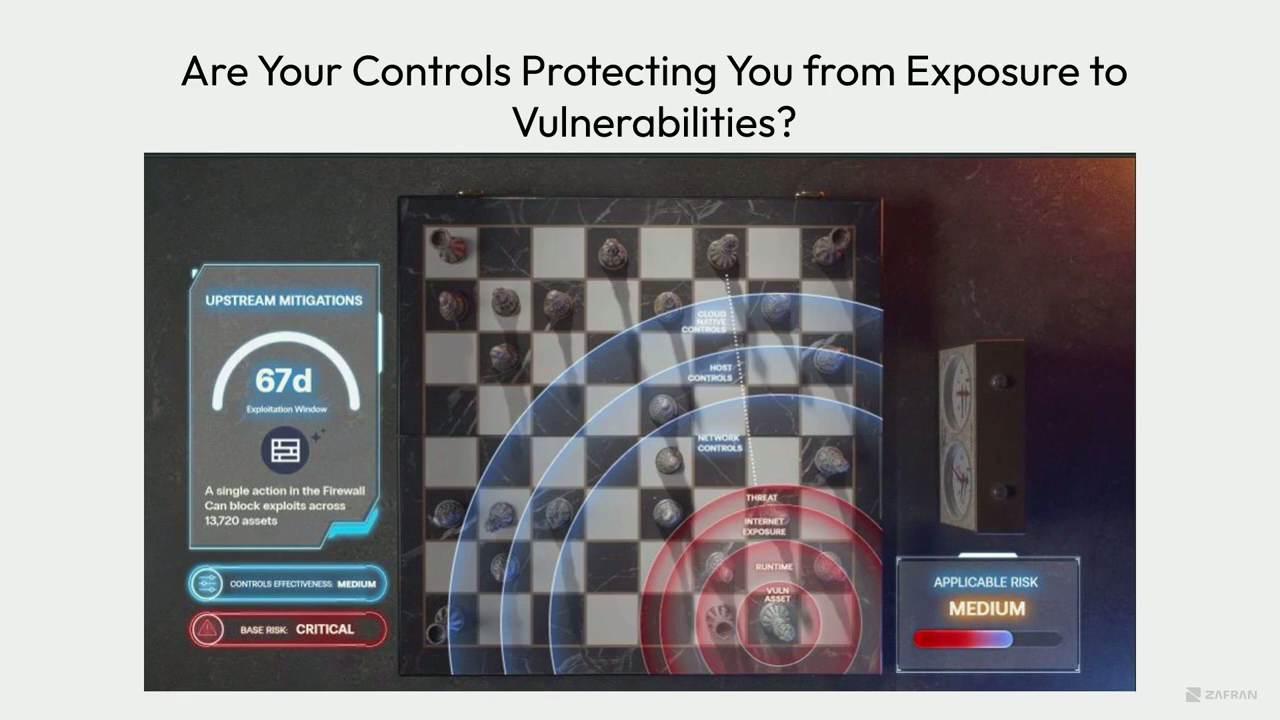 Are Your Controls Protecting You from Exposure to
Vulnerabilities?
UPSTREAM MITIGATIONS
67d
Exploitation Window
A single action in the Firewall
Can block exploits across
13,720 assets
CONTROLS EFFECTIVENESS: MEDIUM
BASE RISK: CRITICAL
CLOUD
NATIVE
CONTROLS
HOST
CONTROLS
NETWORK
CONTROLS
THREAT
INTERNET
EXPOSURE
RUNTIME
VULN
ASSET
APPLICABLE RISK
MEDIUM
ZAFRAN